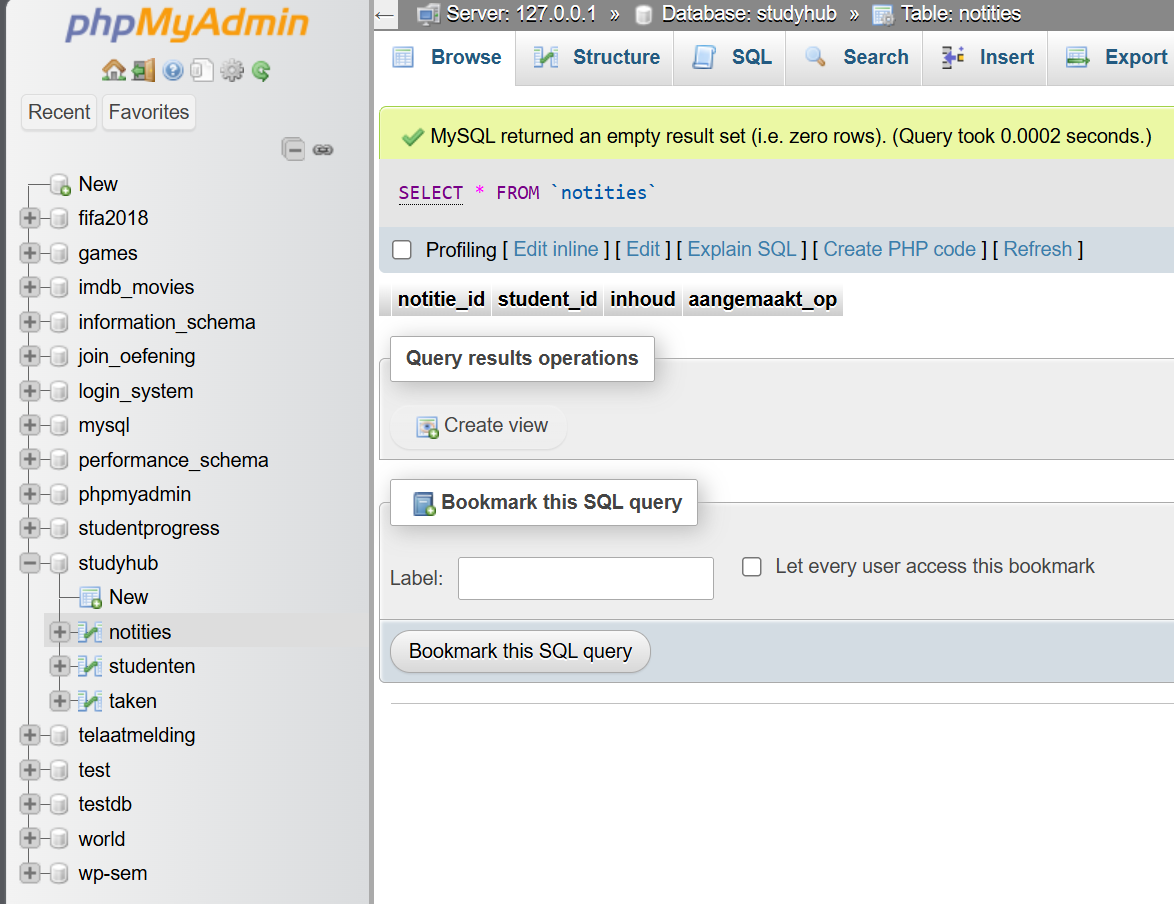 phpMyAdmin
Recent Favorites
New
fifa2018
games
imdb_movies
information_schema
join_oefening
login_system
mysql
performance_schema
phpmyadmin
studentprogress
studyhub
New
notities
studenten
taken
telaatmelding
test
testdb
world
wp-sem
← Server: 127.0.0.1 » Database: studyhub » Table: notities
Browse Structure SQL Search Insert Export
MySQL returned an empty result set (i.e. zero rows). (Query took 0.0002 seconds.)
SELECT * FROM `notities`
Profiling [ Edit inline ] [ Edit ] [ Explain SQL ] [ Create PHP code ] [ Refresh ]
notitie_id student_id inhoud aangemaakt_op
Query results operations
Create view
Bookmark this SQL query
Label: Let every user access this bookmark
Bookmark this SQL query